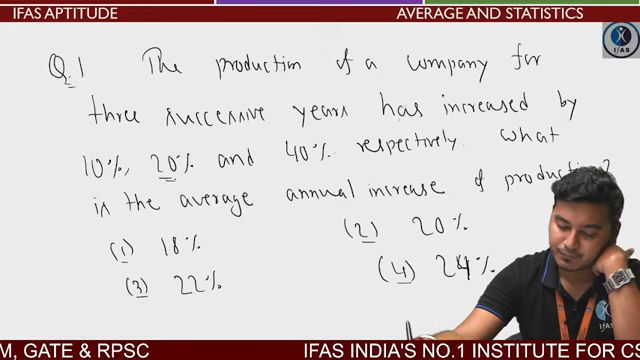 IFAS APTITUDE
AVERAGE AND STATISTICS
IFAS
Q.1 The production of a company for
three successive years has increased by
10%, 20% and 40% respectively. What
is the average annual increase of production?
(1) 18%
(2) 20%
(3) 22%
(4) 24%
M, GATE & RPSC
IFAS INDIA'S NO.1 INSTITUTE FOR CS